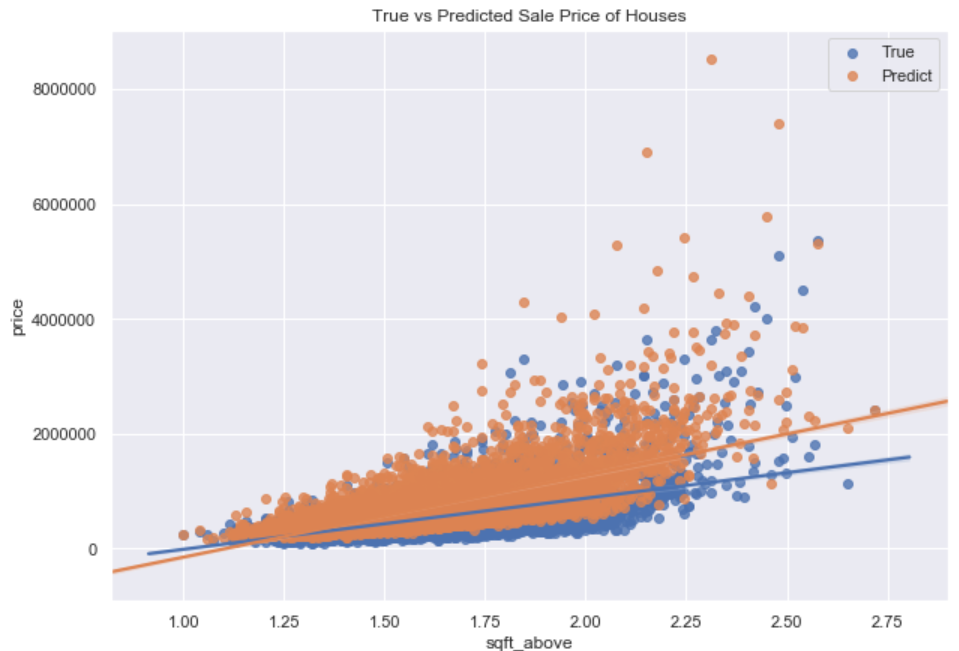 True vs Predicted Sale Price of Houses
True
Predict
8000000
6000000
4000000
2000000
0
price
1.00 1.25 1.50 1.75 2.00 2.25 2.50 2.75
sqft_above